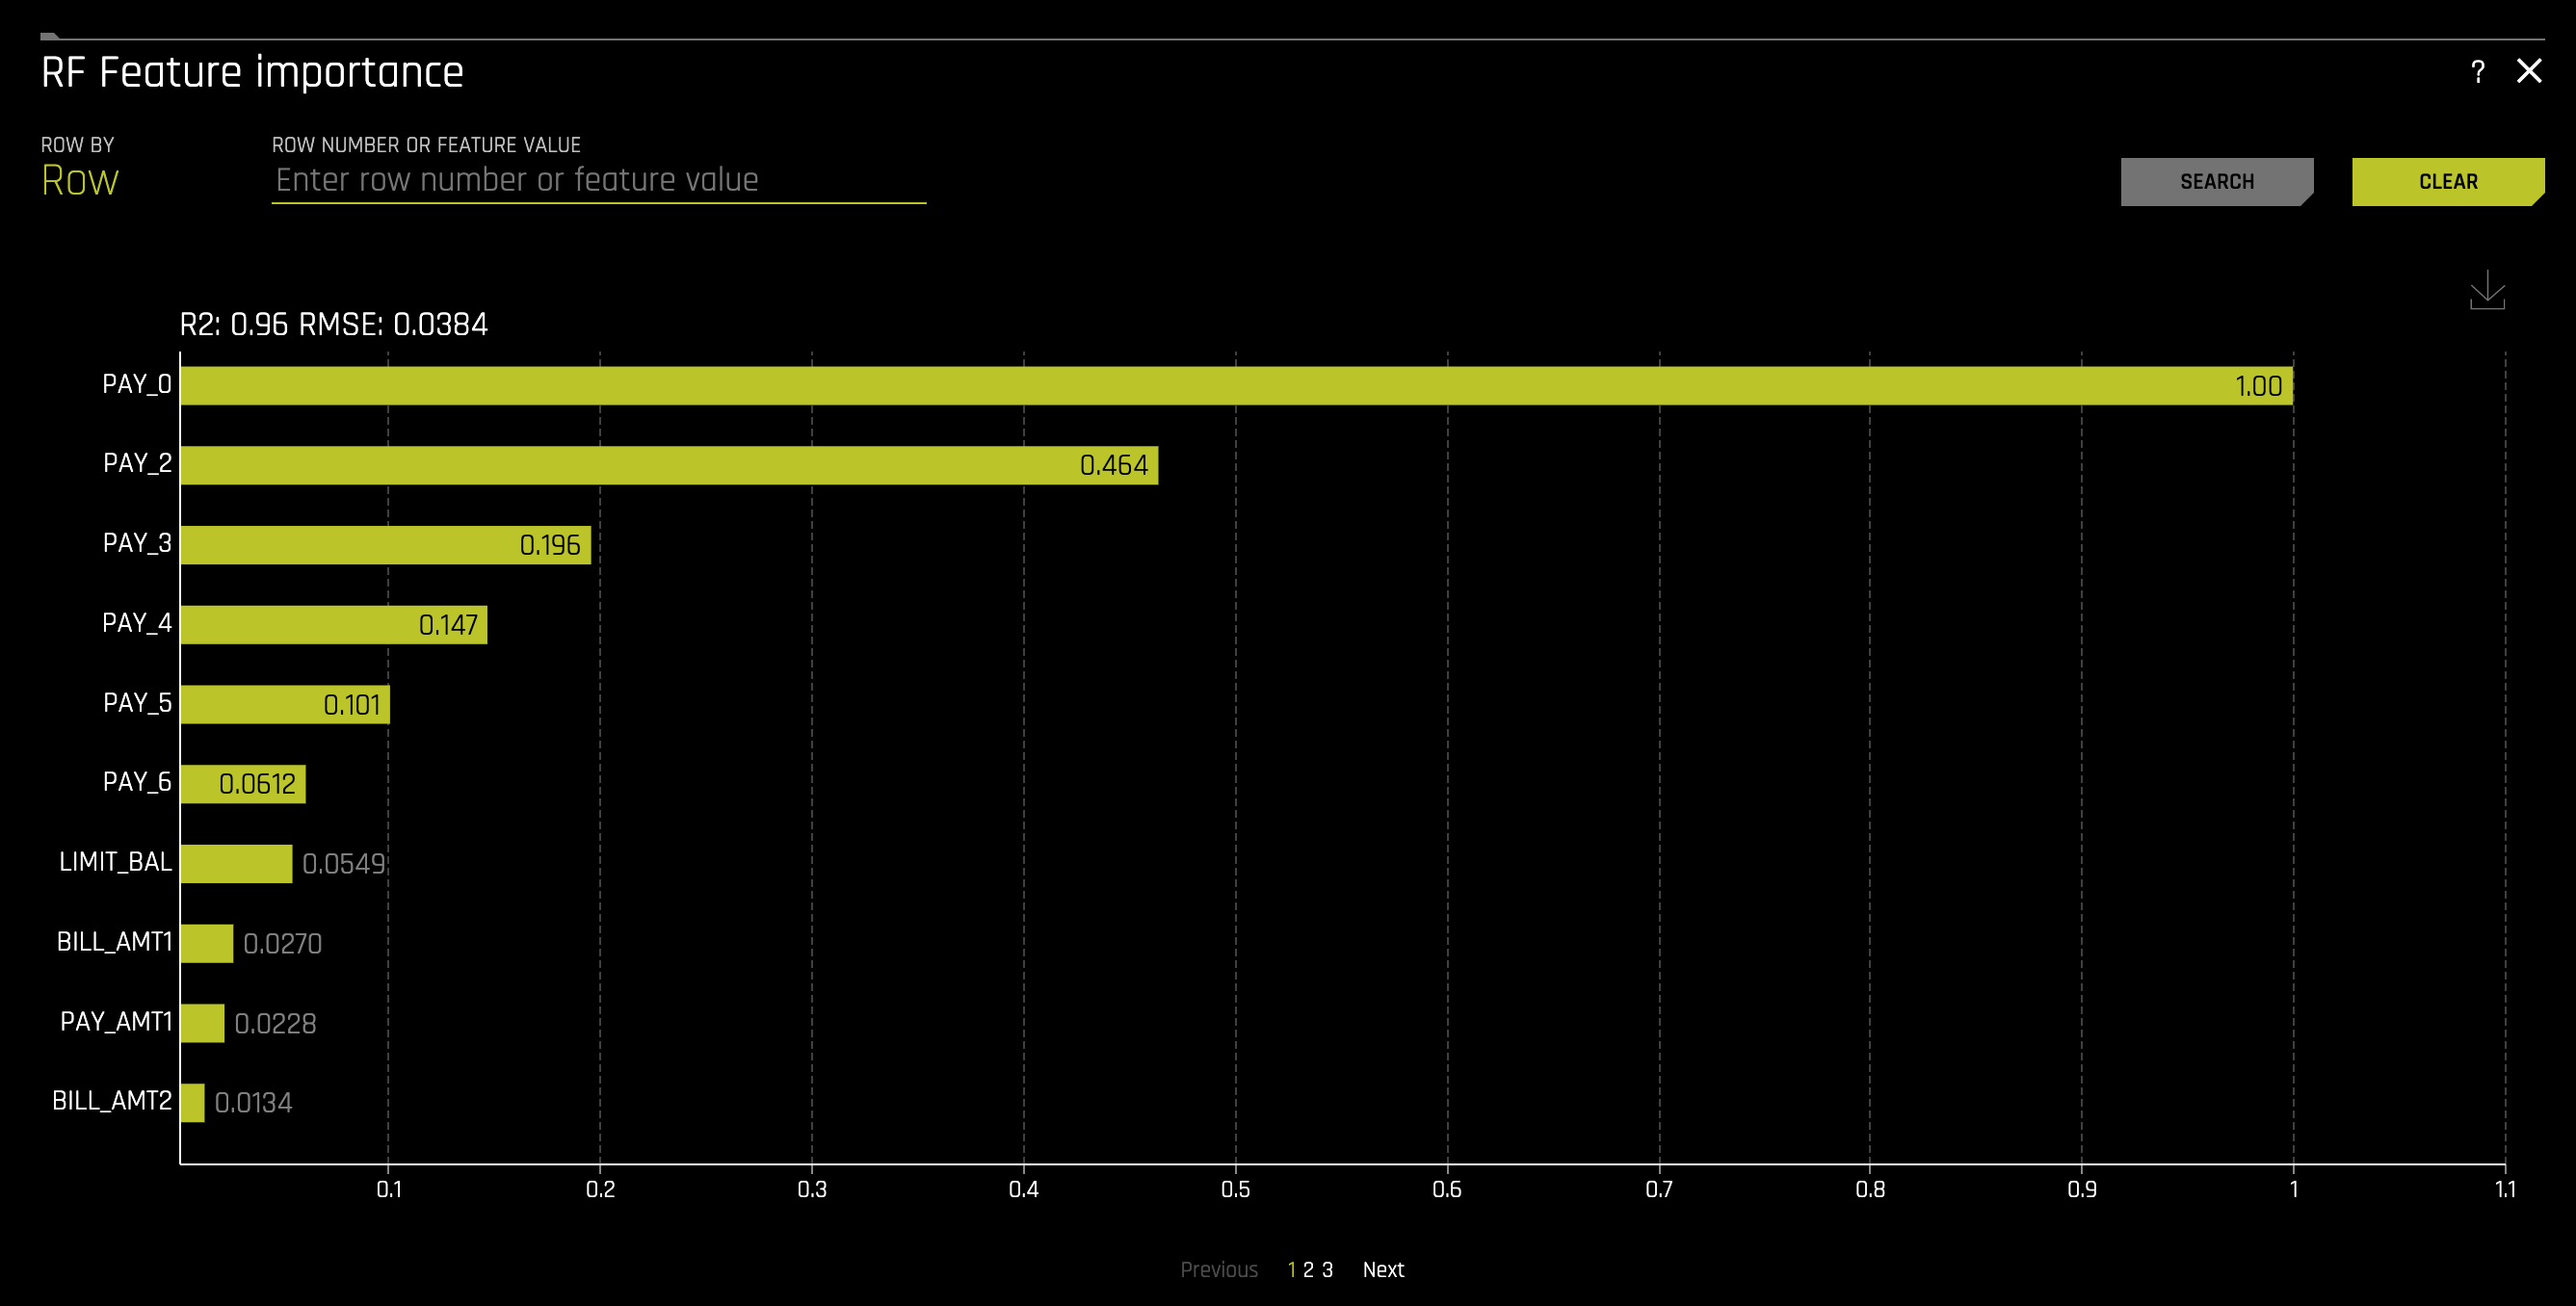 RF Feature importance
?
ROW BY
Row
ROW NUMBER OR FEATURE VALUE
Enter row number or feature value
SEARCH
CLEAR
R2: 0.96 RMSE: 0.0384
PAY_0 1.00
PAY_2 0.464
PAY_3 0.196
PAY_4 0.147
PAY_5 0.101
PAY_6 0.0612
LIMIT_BAL 0.0549
BILL_AMT1 0.0270
PAY_AMT1 0.0228
BILL_AMT2 0.0134
0.1 0.2 0.3 0.4 0.5 0.6 0.7 0.8 0.9 1 1.1
Previous 1 2 3 Next